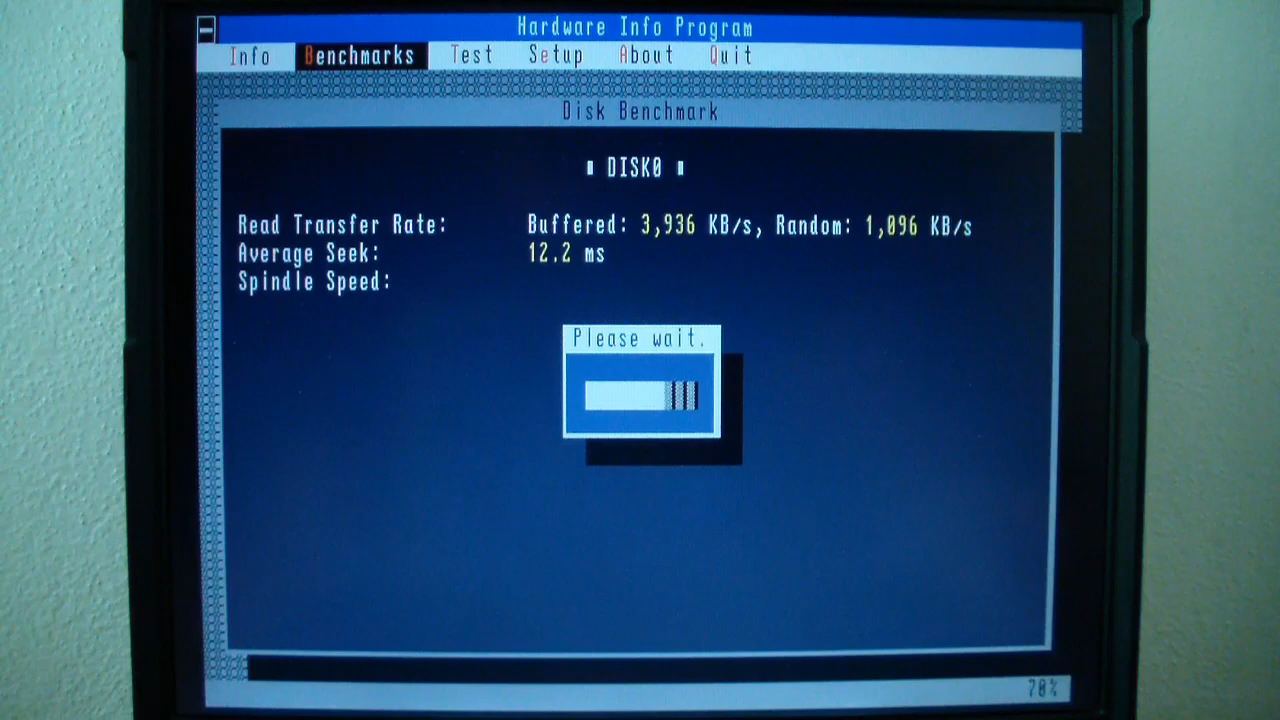 Hardware Info Program
Info Benchmarks Test Setup About Quit
Disk Benchmark
DISK0
Read Transfer Rate: Buffered: 3,936 KB/s, Random: 1,096 KB/s
Average Seek: 12.2 ms
Spindle Speed:
Please wait.
70%